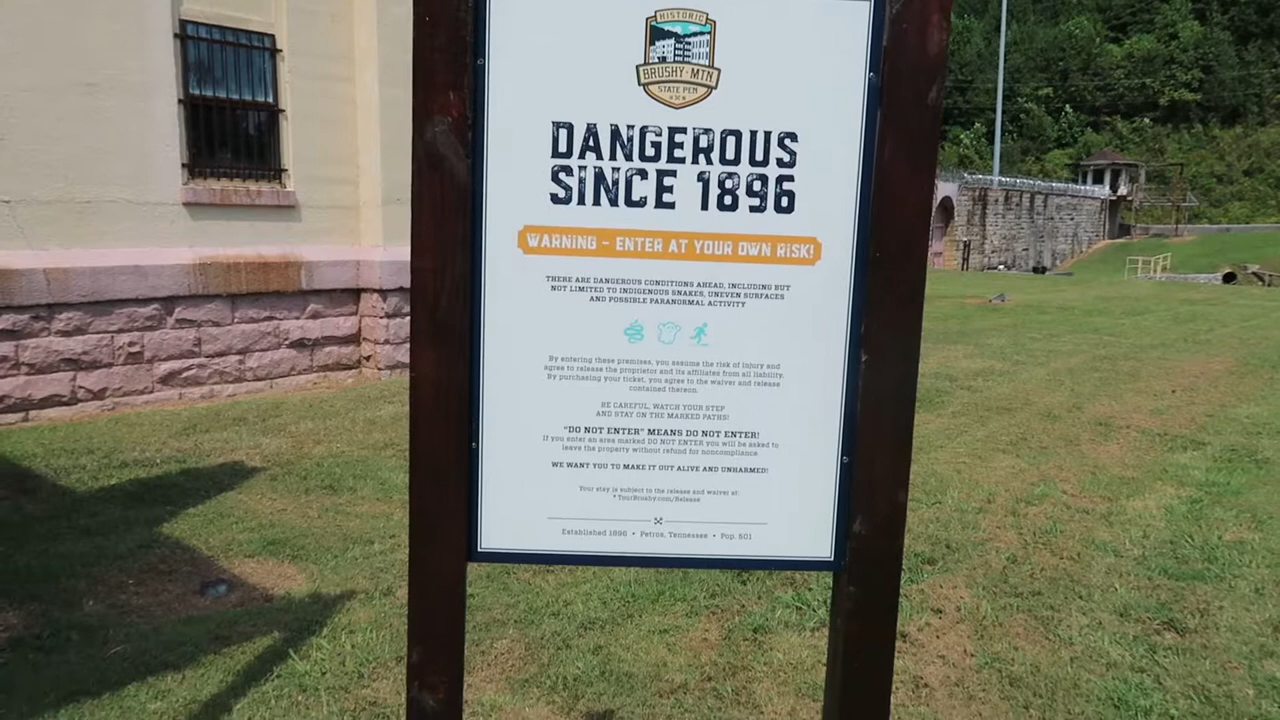 HISTORIC
BRUSHY MTN
STATE PEN
DANGEROUS
SINCE 1896
WARNING - ENTER AT YOUR OWN RISK!
THERE ARE DANGEROUS CONDITIONS AHEAD, INCLUDING BUT
NOT LIMITED TO INDIGENOUS SNAKES, UNEVEN SURFACES
AND POSSIBLE PARANORMAL ACTIVITY
By entering these premises, you assume the risk of injury and
agree to release the proprietor and its affiliates from all liability.
By purchasing your ticket, you agree to the waiver and release
contained thereon.
BE CAREFUL, WATCH YOUR STEP
AND STAY ON THE MARKED PATHS!
"DO NOT ENTER" MEANS DO NOT ENTER!
If you enter an area marked DO NOT ENTER you will be asked to
leave the property without refund for noncompliance.
WE WANT YOU TO MAKE IT OUT ALIVE AND UNHARMED!
Your stay is subject to the release and waiver at:
* TourBrushy.com/Release
Established 1896 • Petros, Tennessee • Pop. 501